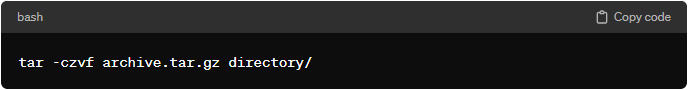 bash Copy code
tar -czvf archive.tar.gz directory/